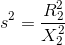 s^2 = \frac{R_2^2}{X_2^2}